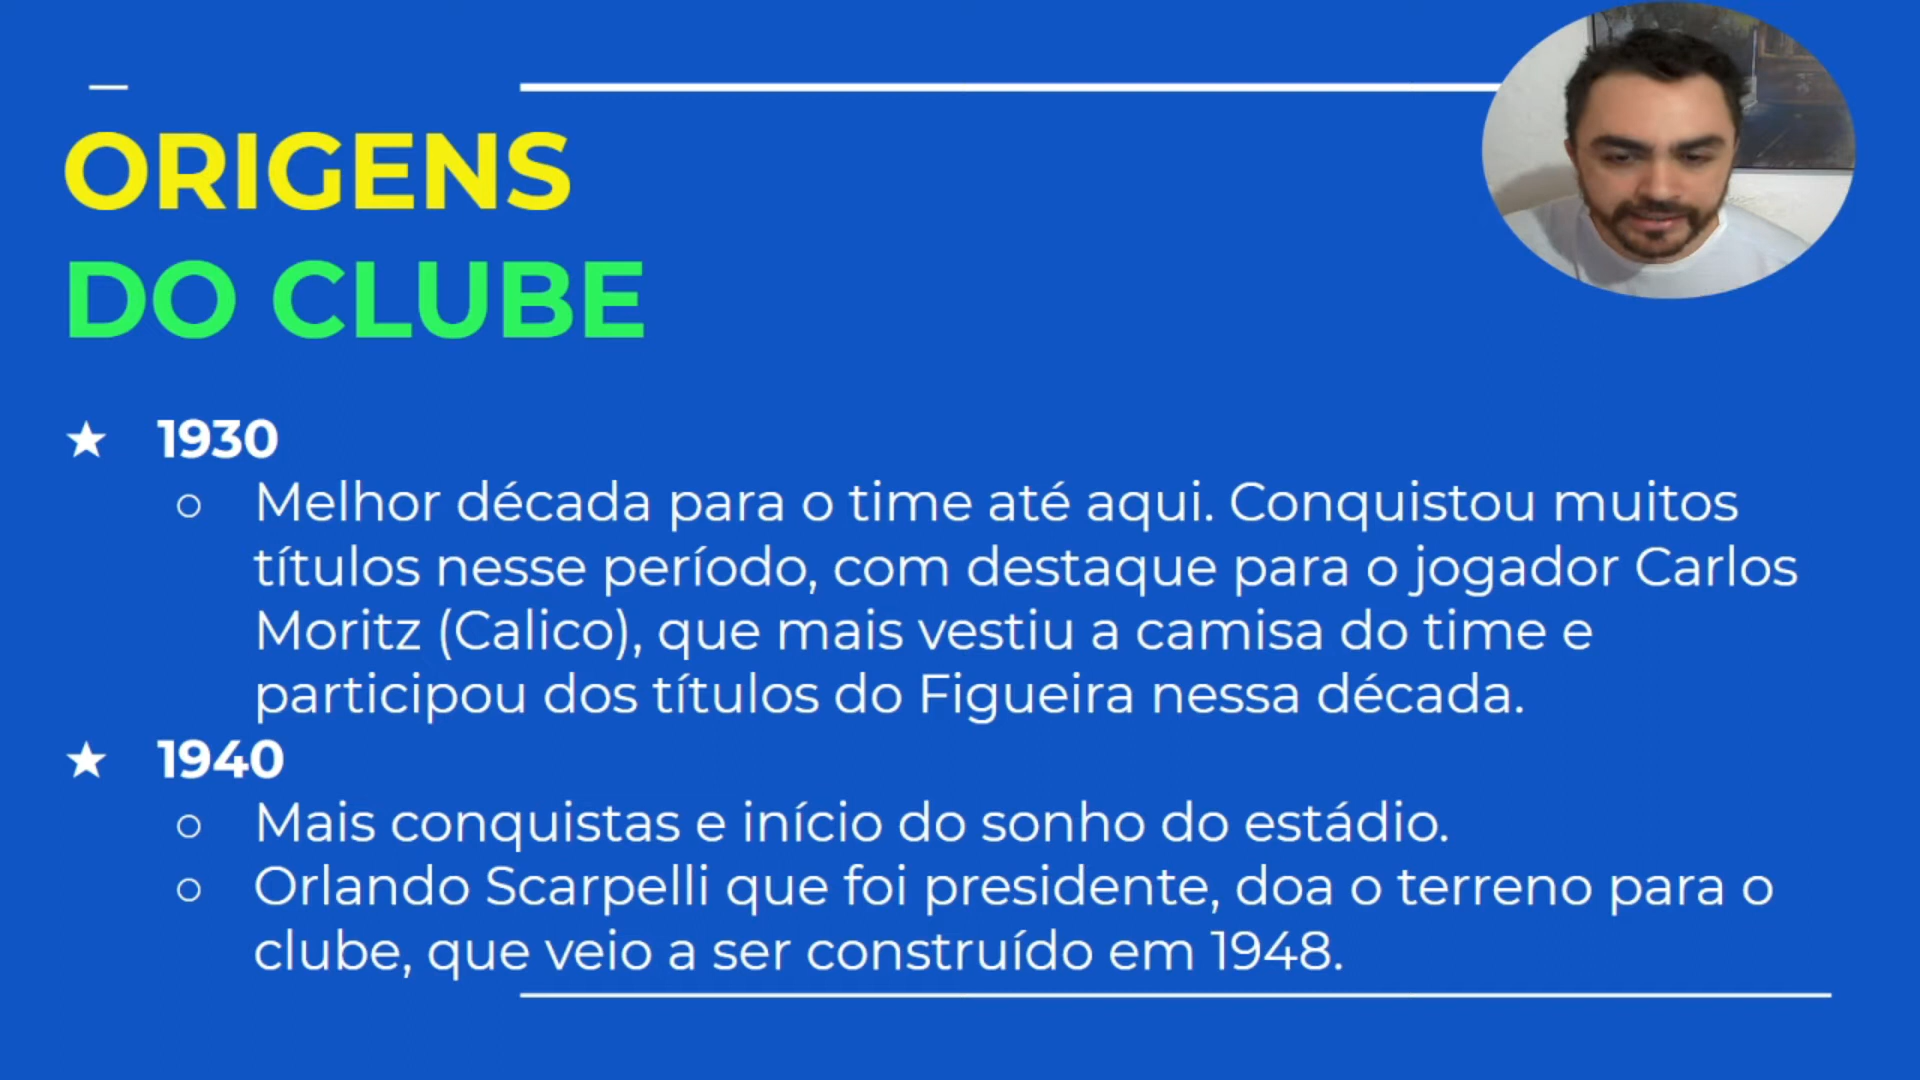 ORIGENS
DO CLUBE
★ 1930
○ Melhor década para o time até aqui. Conquistou muitos
títulos nesse período, com destaque para o jogador Carlos
Moritz (Calico), que mais vestiu a camisa do time e
participou dos títulos do Figueira nessa década.
★ 1940
○ Mais conquistas e início do sonho do estádio.
○ Orlando Scarpelli que foi presidente, doa o terreno para o
clube, que veio a ser construído em 1948.